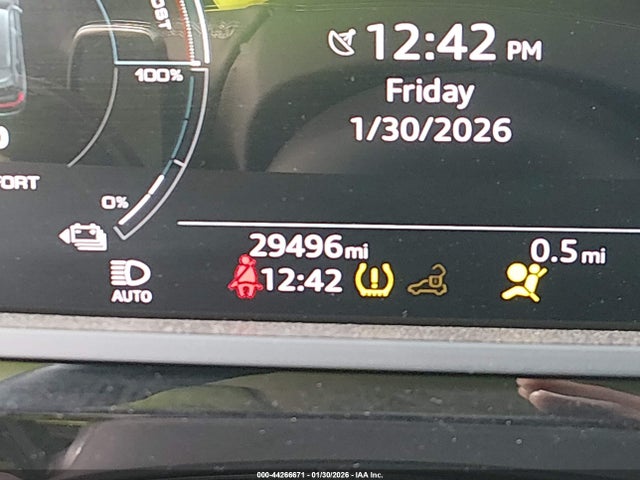 12:42 PM
100%
Friday
1/30/2026
0%
29496mi
0.5 mi
12:42
AUTO
000-44266671 - 01/30/2026 - IAA Inc.